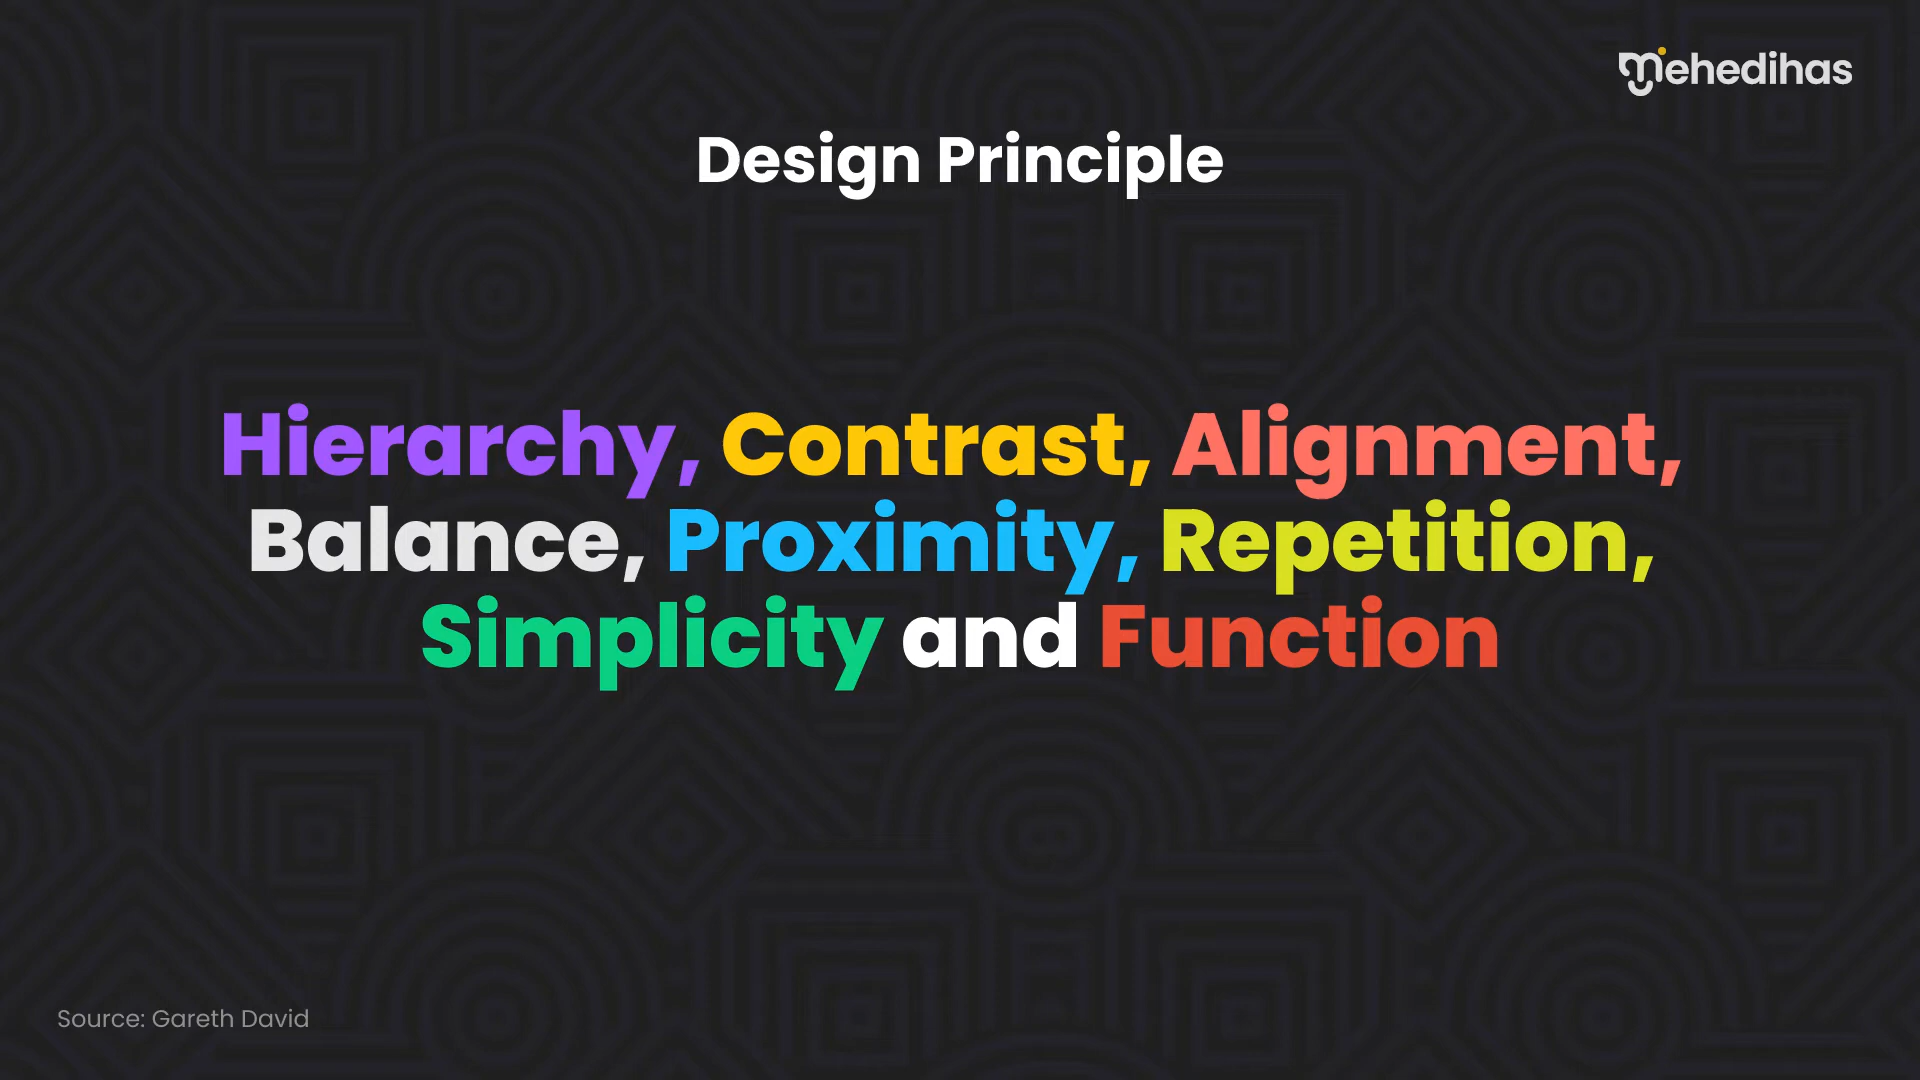 mehedihas
Design Principle
Hierarchy, Contrast, Alignment,
Balance, Proximity, Repetition,
Simplicity and Function
Source: Gareth David